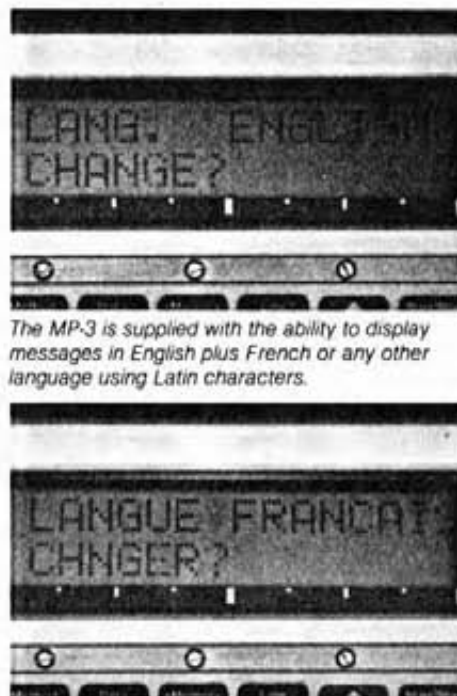 LANG. ENGLISH
CHANGE?
The MP-3 is supplied with the ability to display
messages in English plus French or any other
language using Latin characters.
LANGUE FRANCAI
CHNGER?